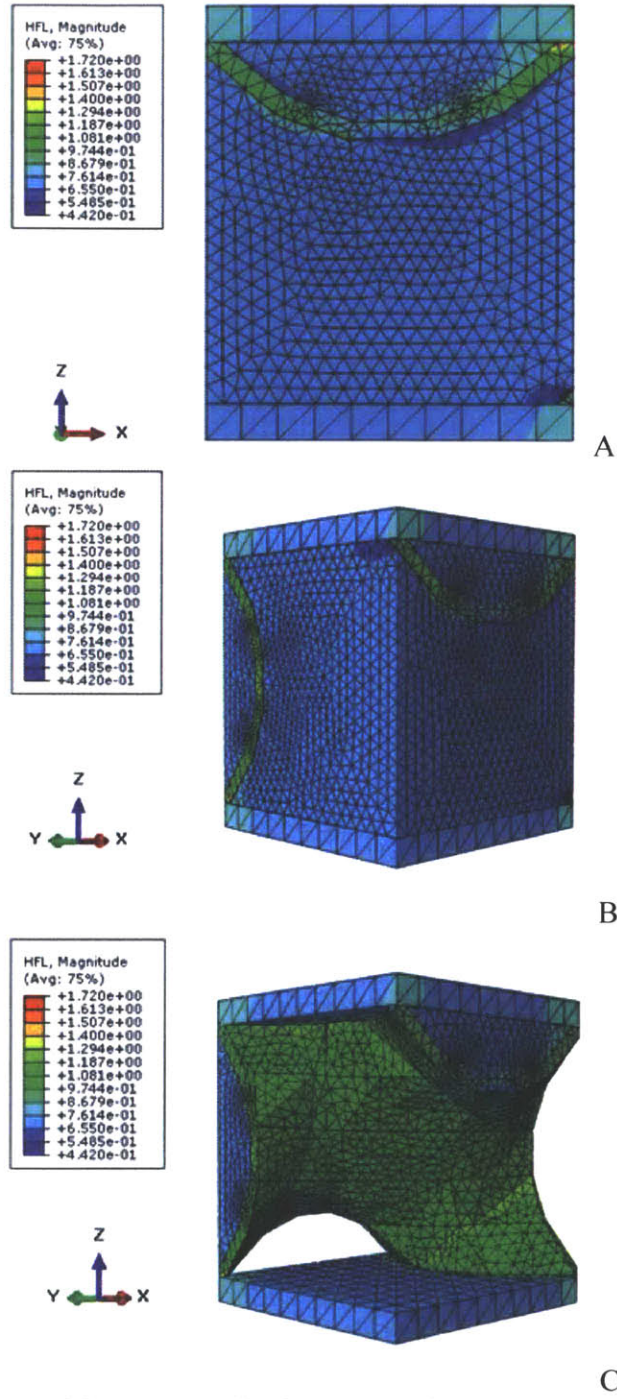 HFL, Magnitude
(Avg: 75%)
+1.720e+00
+1.613e+00
+1.507e+00
+1.400e+00
+1.294e+00
+1.187e+00
+1.081e+00
+9.744e-01
+8.679e-01
+7.614e-01
+6.550e-01
+5.485e-01
+4.420e-01
Z
X
A
HFL, Magnitude
(Avg: 75%)
+1.720e+00
+1.613e+00
+1.507e+00
+1.400e+00
+1.294e+00
+1.187e+00
+1.081e+00
+9.744e-01
+8.679e-01
+7.614e-01
+6.550e-01
+5.485e-01
+4.420e-01
Z
Y X
B
HFL, Magnitude
(Avg: 75%)
+1.720e+00
+1.613e+00
+1.507e+00
+1.400e+00
+1.294e+00
+1.187e+00
+1.081e+00
+9.744e-01
+8.679e-01
+7.614e-01
+6.550e-01
+5.485e-01
+4.420e-01
Z
Y X
C